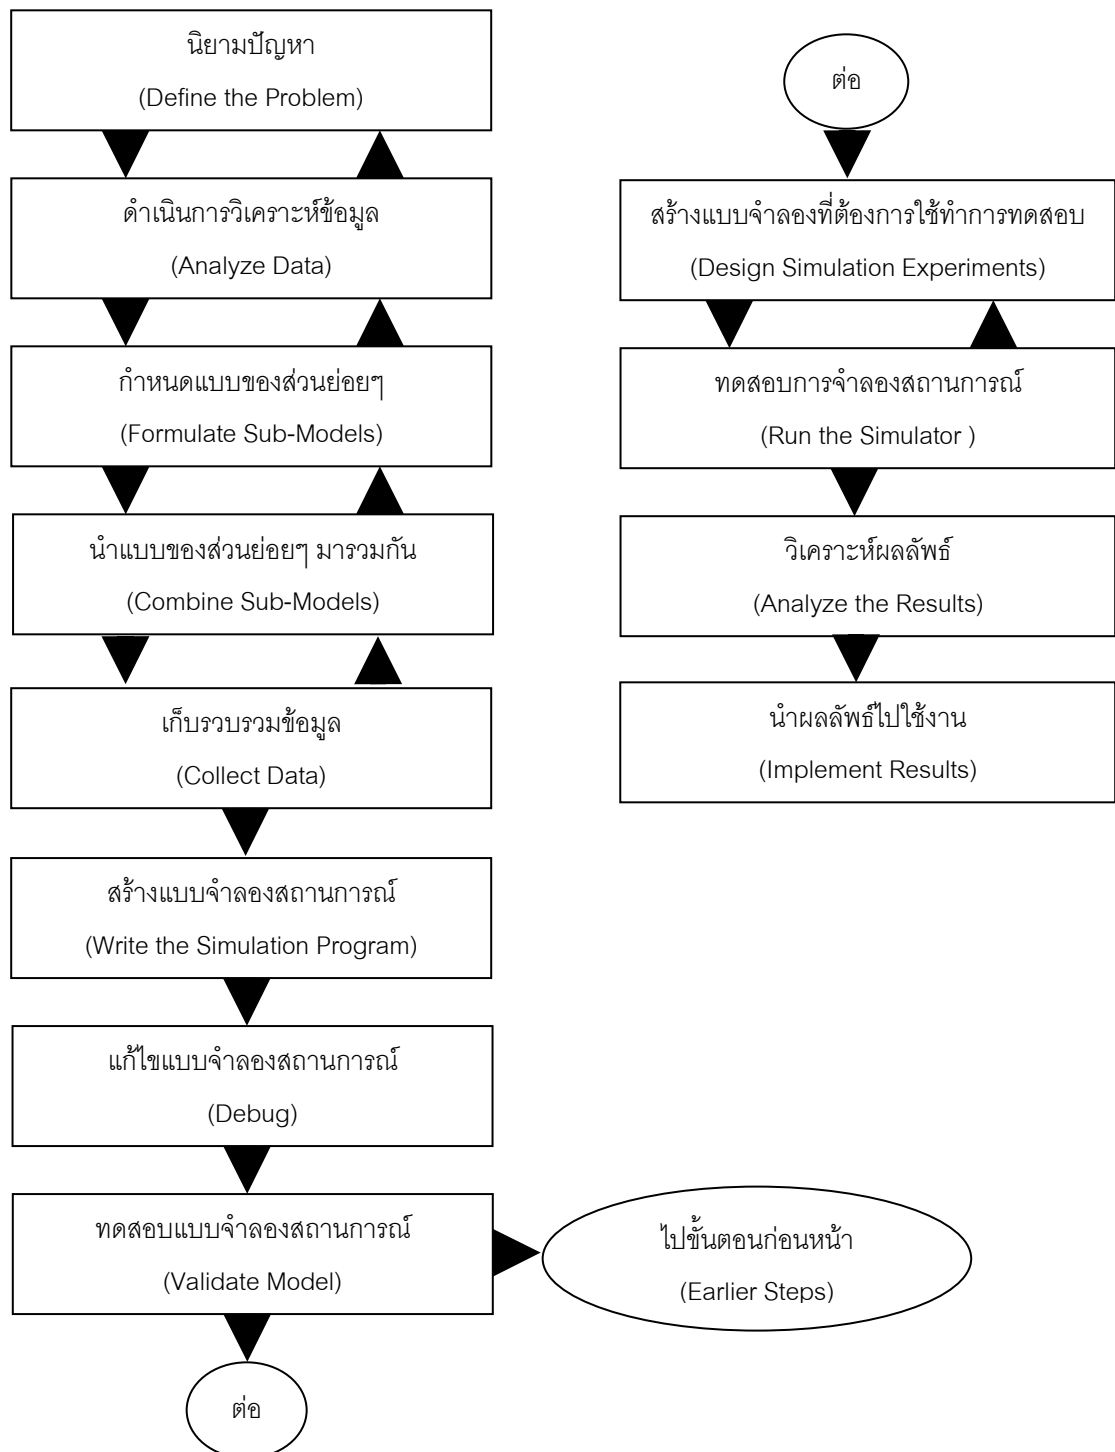 นิยามปัญหา
(Define the Problem)
ดำเนินการวิเคราะห์ข้อมูล
(Analyze Data)
กำหนดแบบของส่วนย่อยๆ
(Formulate Sub-Models)
นำแบบของส่วนย่อยๆ มารวมกัน
(Combine Sub-Models)
เก็บรวบรวมข้อมูล
(Collect Data)
สร้างแบบจำลองสถานการณ์
(Write the Simulation Program)
แก้ไขแบบจำลองสถานการณ์
(Debug)
ทดสอบแบบจำลองสถานการณ์
(Validate Model)
ไปขั้นตอนก่อนหน้า
(Earlier Steps)
ต่อ
ต่อ
สร้างแบบจำลองที่ต้องการใช้ทำการทดสอบ
(Design Simulation Experiments)
ทดสอบการจำลองสถานการณ์
(Run the Simulator )
วิเคราะห์ผลลัพธ์
(Analyze the Results)
นำผลลัพธ์ไปใช้งาน
(Implement Results)